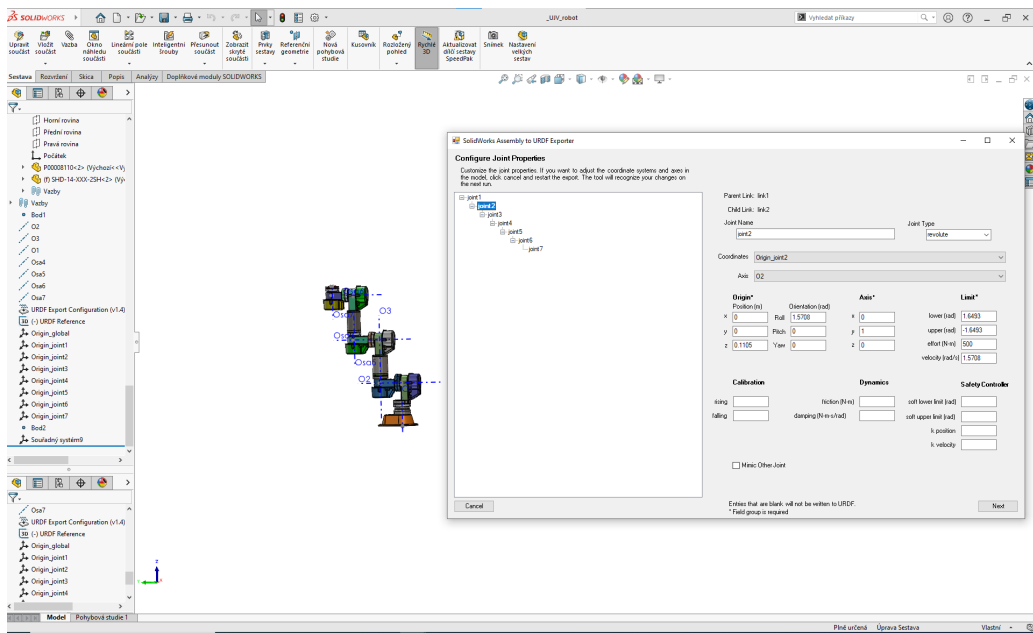 SOLIDWORKS
_UJV_robot
Vyhledat příkazy
Upravit součást
Vložit součást
Vazba
Okno náhledu součásti
Lineární pole součásti
Inteligentní šrouby
Přesunout součást
Zobrazit skryté součásti
Prvky sestavy
Referenční geometrie
Nová pohybová studie
Kusovník
Rozložený pohled
Rychlé 3D
Aktualizovat dílčí sestavy SpeedPak
Snímek
Nastavení velkých sestav
Sestava Rozvržení Skica Popis Analýzy Doplňkové moduly SOLIDWORKS
Horní rovina
Přední rovina
Pravá rovina
Počátek
P00008110<2> (Výchozí<<Vý
(f) SHD-14-XXX-2SH<2> (Výc
Vazby
Vazby
Bod1
O2
O3
O1
Osa4
Osa5
Osa6
Osa7
URDF Export Configuration (v1.4)
3D (-) URDF Reference
Origin_global
Origin_joint1
Origin_joint2
Origin_joint3
Origin_joint4
Origin_joint5
Origin_joint6
Origin_joint7
Bod2
Souřadný systém9
Osa7
URDF Export Configuration (v1.4)
3D (-) URDF Reference
Origin_global
Origin_joint1
Origin_joint2
Origin_joint3
Origin_joint4
O3
O2
SolidWorks Assembly to URDF Exporter
Configure Joint Properties
Customize the joint properties. If you want to adjust the coordinate systems and axes in
the model, click cancel and restart the export. The tool will recognize your changes on
the next run.
joint1
joint2
joint3
joint4
joint5
joint6
joint7
Parent Link: link1
Child Link: link2
Joint Name
joint2
Joint Type
revolute
Coordinates Origin_joint2
Axis O2
Origin* Axis* Limit*
Position (m) Orientation (rad)
x 0 Roll 1.5708 x 0 lower (rad) 1.6493
y 0 Pitch 0 y 1 upper (rad) -1.6493
z 0.1105 Yaw 0 z 0 effort (N-m) 500
velocity (rad/s) 1.5708
Calibration Dynamics Safety Controller
rising friction (N-m) soft lower limit (rad)
falling damping (N-m-s/rad) soft upper limit (rad)
k position
k velocity
Mimic Other Joint
Entries that are blank will not be written to URDF.
* Field group is required
Cancel
Next
z
Model Pohybová studie 1
Plně určená Úprava Sestava Vlastní